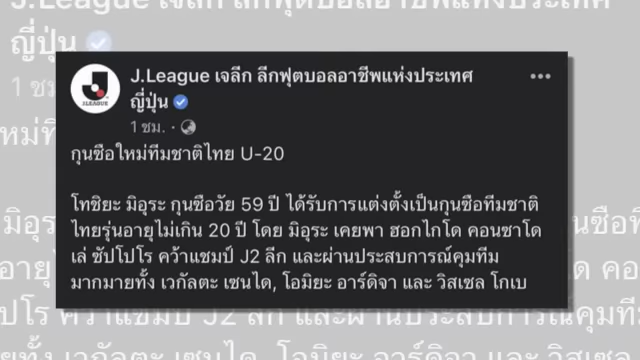 J.League เจลีก ลีกฟุตบอลอาชีพแห่งประเทศ
ญี่ปุ่น
1 ชม.
กุนซือใหม่ทีมชาติไทย U-20
โทชิยะ มิอุระ กุนซือวัย 59 ปี ได้รับการแต่งตั้งเป็นกุนซือทีมชาติ
ไทยรุ่นอายุไม่เกิน 20 ปี โดย มิอุระ เคยพา ฮอกไกโด คอนซาโด
เล่ ซัปโปโร คว้าแชมป์ J2 ลีก และผ่านประสบการณ์คุมทีม
มากมายทั้ง เวกัลตะ เซนได, โอมิยะ อาร์ดิจา และ วิสเซล โกเบ